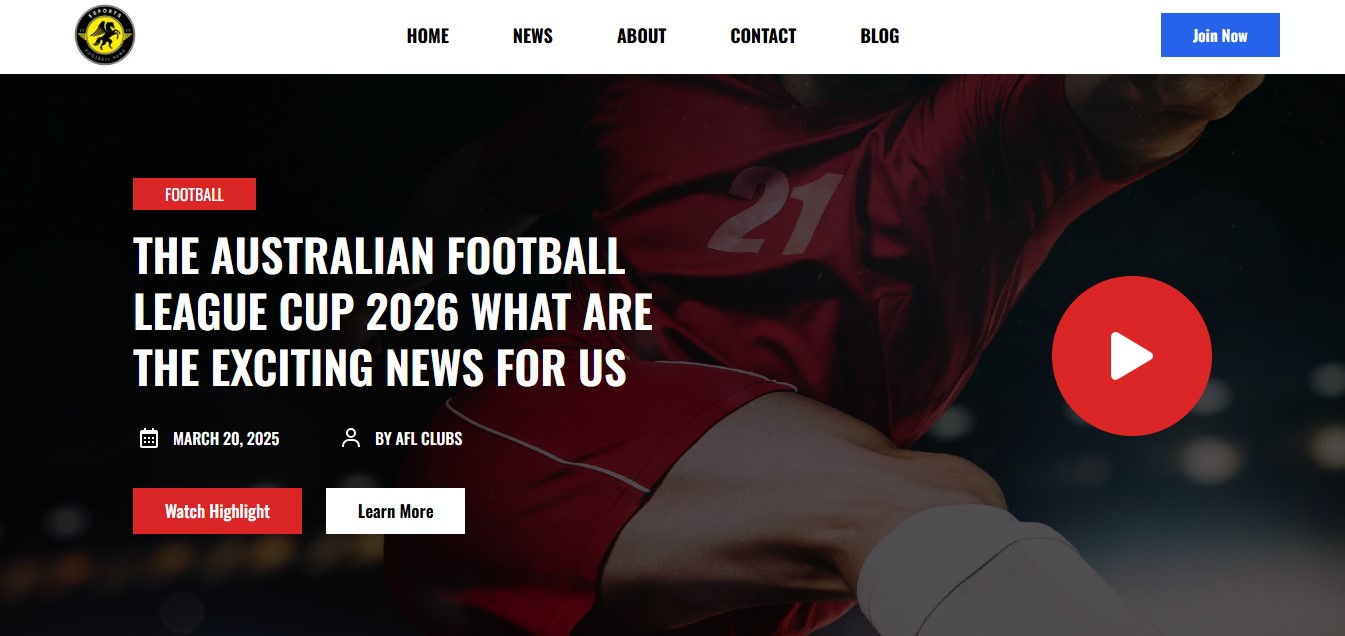 ESPORTS
FOOTBALL NEWS
HOME
NEWS
ABOUT
CONTACT
BLOG
Join Now
21
FOOTBALL
THE AUSTRALIAN FOOTBALL
LEAGUE CUP 2026 WHAT ARE
THE EXCITING NEWS FOR US
MARCH 20, 2025
BY AFL CLUBS
Watch Highlight
Learn More